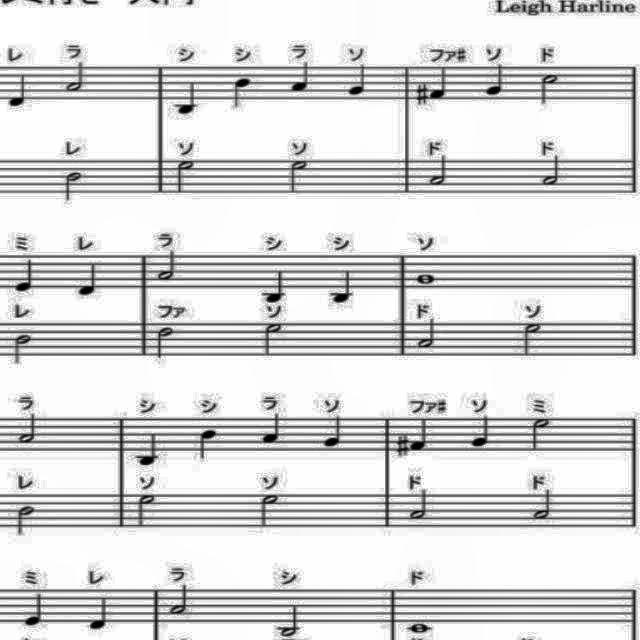 Leigh Harline
レ ラ シ シ ラ ソ ファ# ソ ド
レ ソ ソ ド ド
ミ レ ラ シ シ ソ
レ ファ ソ ド ソ
ラ シ シ ラ ソ ファ# ソ ミ
レ ソ ソ ド ド
ミ レ ラ シ ド